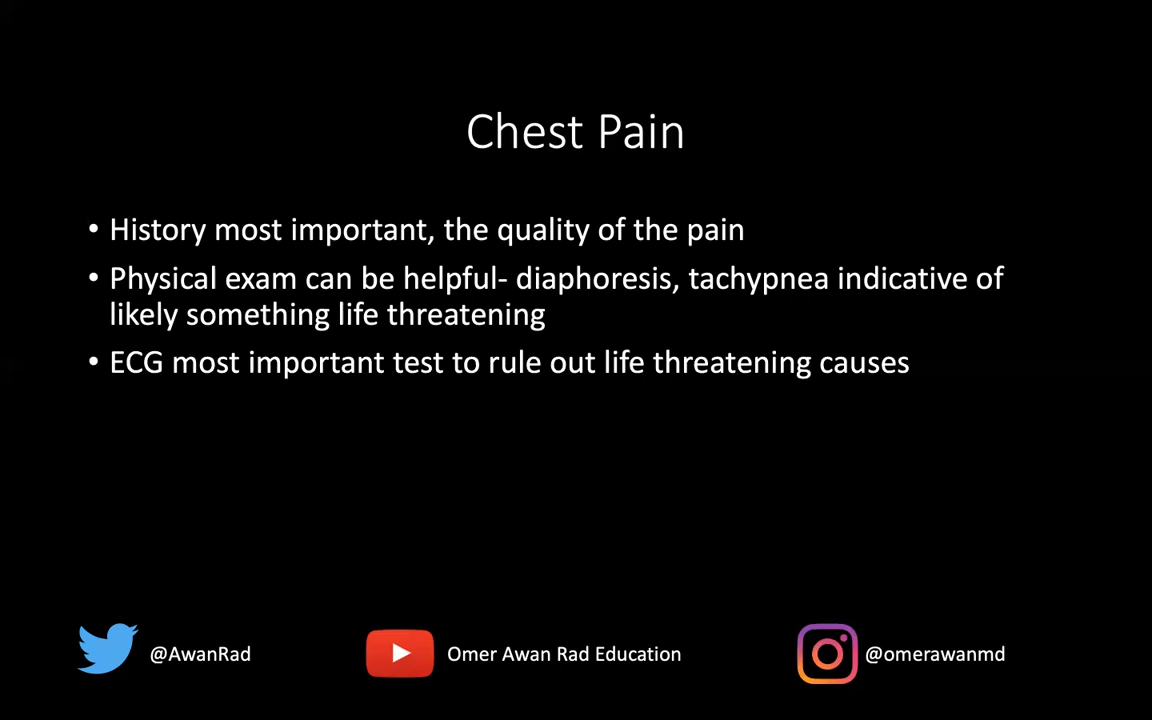 Chest Pain
• History most important, the quality of the pain
• Physical exam can be helpful- diaphoresis, tachypnea indicative of
likely something life threatening
• ECG most important test to rule out life threatening causes
@AwanRad
Omer Awan Rad Education
@omerawanmd